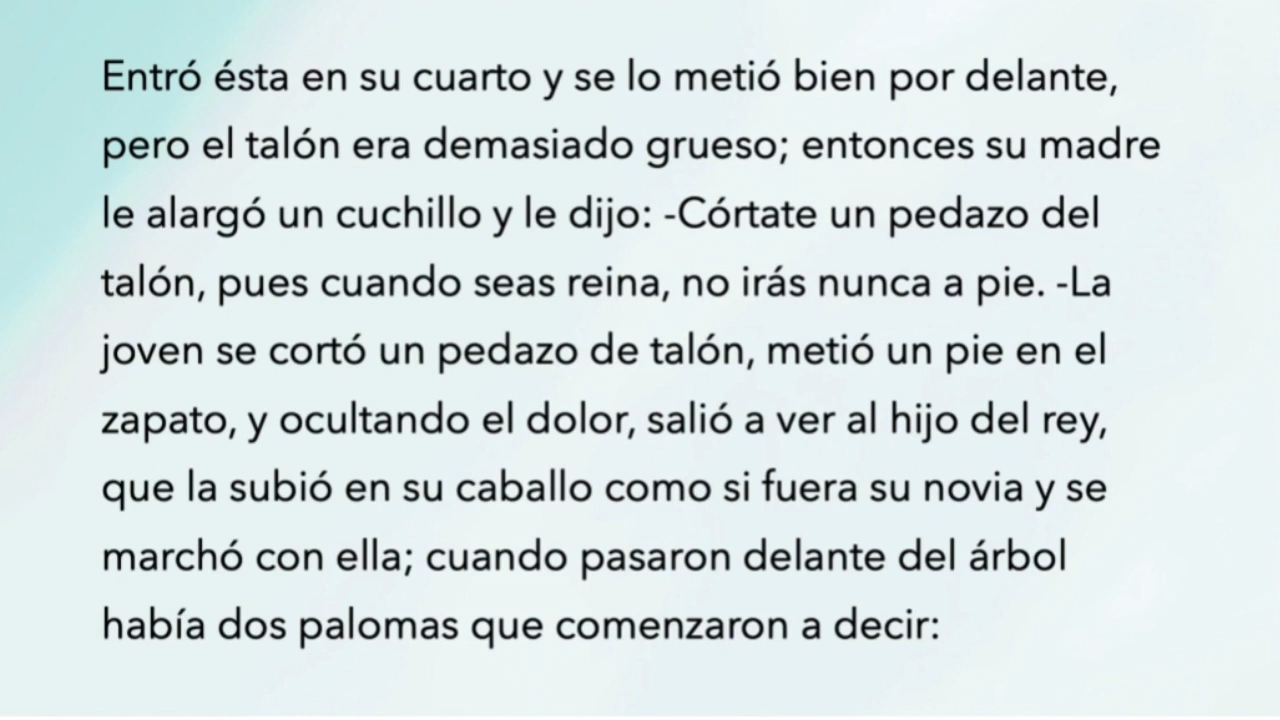 Entró ésta en su cuarto y se lo metió bien por delante,
pero el talón era demasiado grueso; entonces su madre
le alargó un cuchillo y le dijo: -Córtate un pedazo del
talón, pues cuando seas reina, no irás nunca a pie. -La
joven se cortó un pedazo de talón, metió un pie en el
zapato, y ocultando el dolor, salió a ver al hijo del rey,
que la subió en su caballo como si fuera su novia y se
marchó con ella; cuando pasaron delante del árbol
había dos palomas que comenzaron a decir: